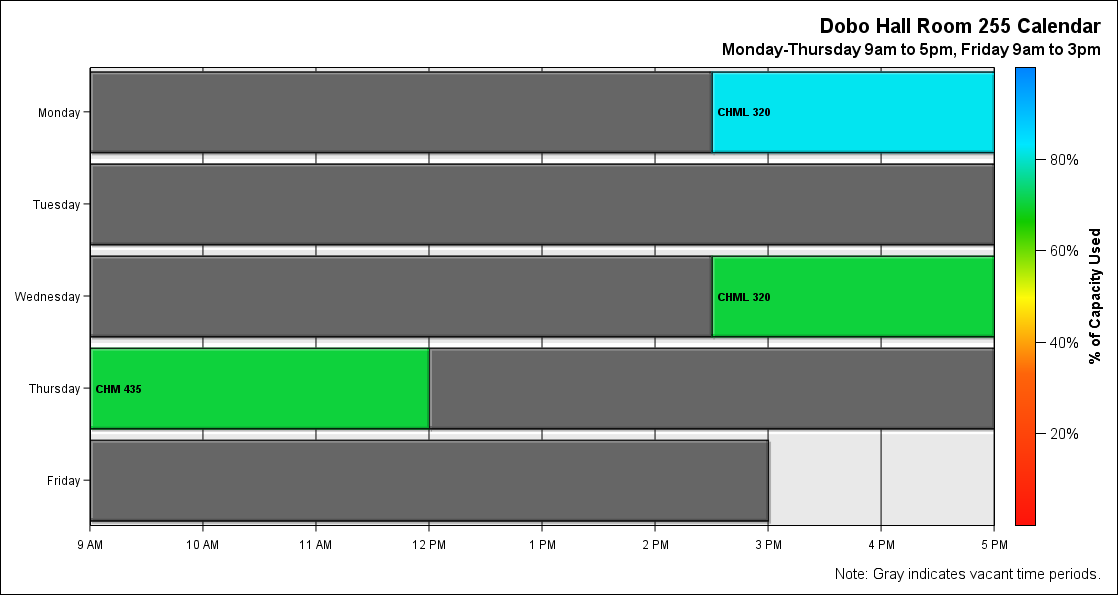 Dobo Hall Room 255 Calendar
Monday-Thursday 9am to 5pm, Friday 9am to 3pm
Monday
CHML 320
Tuesday
Wednesday
CHML 320
Thursday
CHM 435
Friday
9 AM 10 AM 11 AM 12 PM 1 PM 2 PM 3 PM 4 PM 5 PM
80%
60%
40%
20%
% of Capacity Used
Note: Gray indicates vacant time periods.